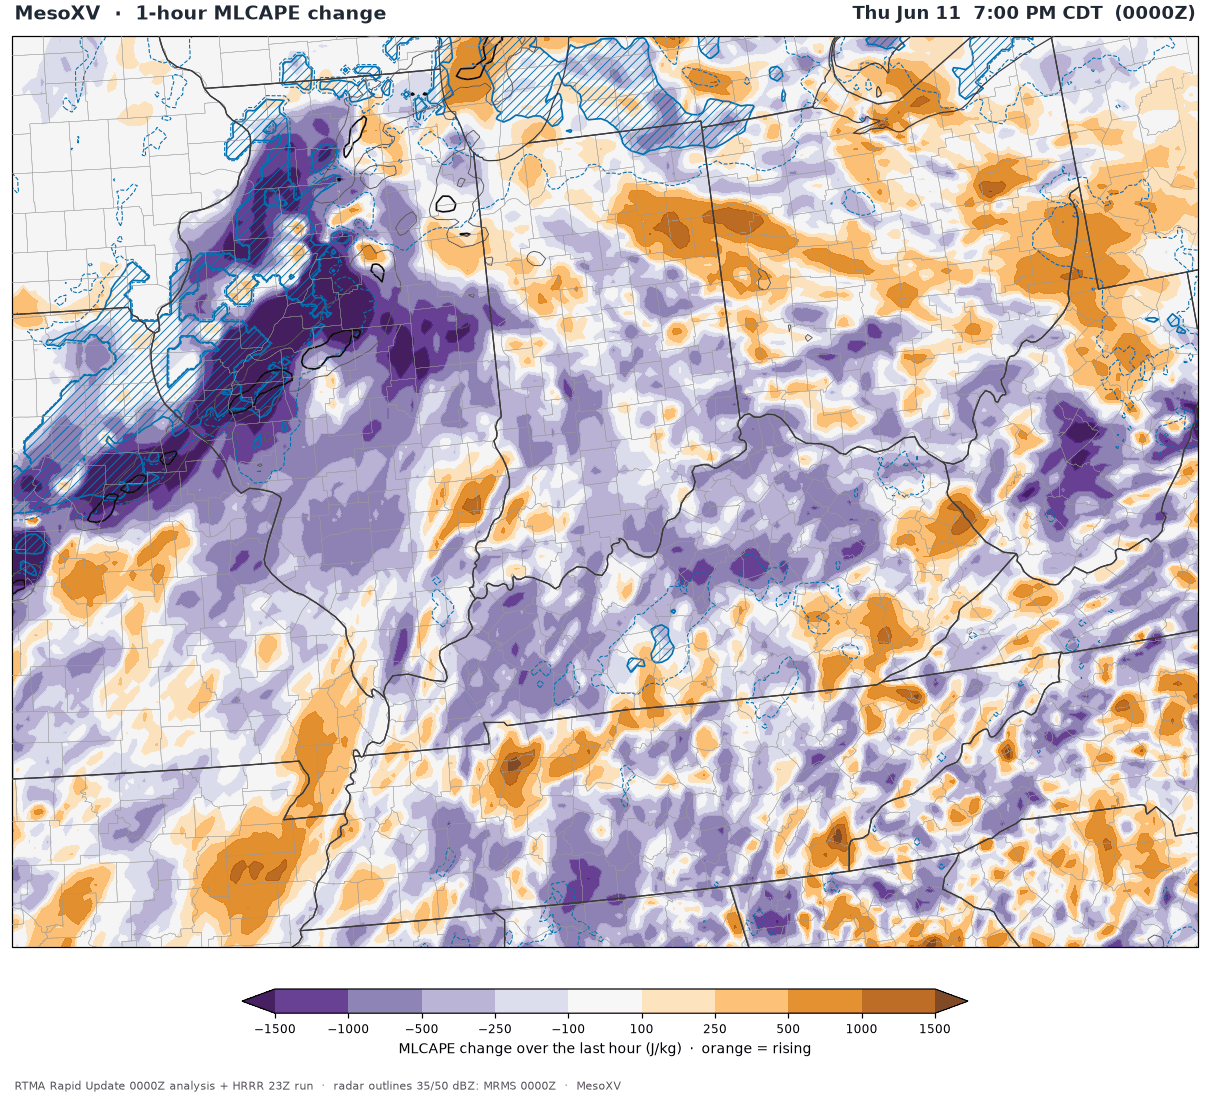 MesoXV · 1-hour MLCAPE change
Thu Jun 11 7:00 PM CDT (0000Z)
−1500 −1000 −500 −250 −100 100 250 500 1000 1500
MLCAPE change over the last hour (J/kg) · orange = rising
RTMA Rapid Update 0000Z analysis + HRRR 23Z run · radar outlines 35/50 dBZ: MRMS 0000Z · MesoXV